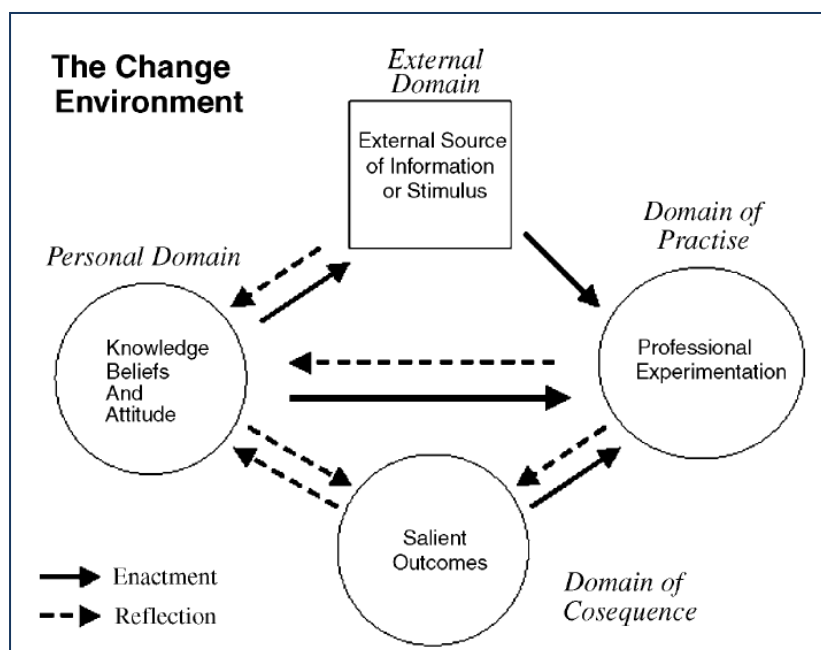 The Change
Environment
External
Domain
External Source
of Information
or Stimulus
Domain of
Practise
Personal Domain
Knowledge
Beliefs
And
Attitude
Professional
Experimentation
Salient
Outcomes
Domain of
Cosequence
Enactment
Reflection